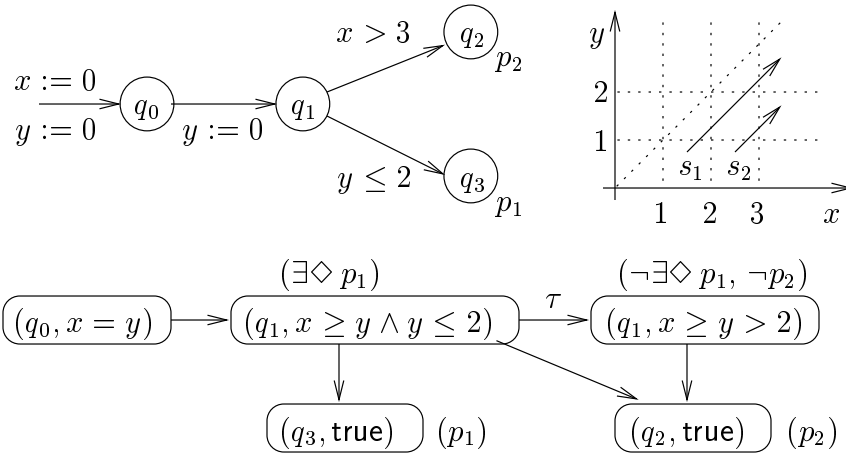 x > 3
q₂
p₂
x := 0
q₀
q₁
y := 0
y := 0
y ≤ 2
q₃
p₁
y
2
1
s₁
s₂
1
2
3
x
(∃◇ p₁)
(¬∃◇ p₁, ¬p₂)
(q₀, x = y)
(q₁, x ≥ y ∧ y ≤ 2)
τ
(q₁, x ≥ y > 2)
(q₃, true)
(p₁)
(q₂, true)
(p₂)